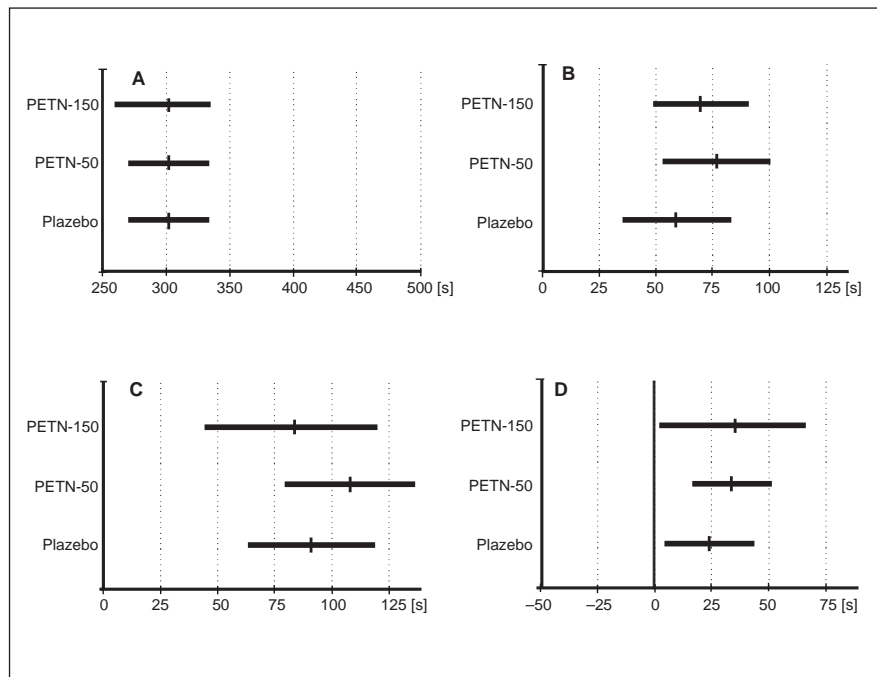 A
PETN-150
PETN-50
Plazebo
250 300 350 400 450 500 [s]
B
PETN-150
PETN-50
Plazebo
0 25 50 75 100 125 [s]
C
PETN-150
PETN-50
Plazebo
0 25 50 75 100 125 [s]
D
PETN-150
PETN-50
Plazebo
–50 –25 0 25 50 75 [s]